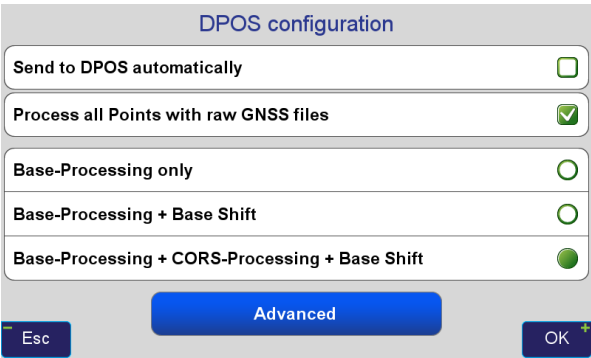 DPOS configuration
Send to DPOS automatically
Process all Points with raw GNSS files
Base-Processing only
Base-Processing + Base Shift
Base-Processing + CORS-Processing + Base Shift
Advanced
- Esc
OK +